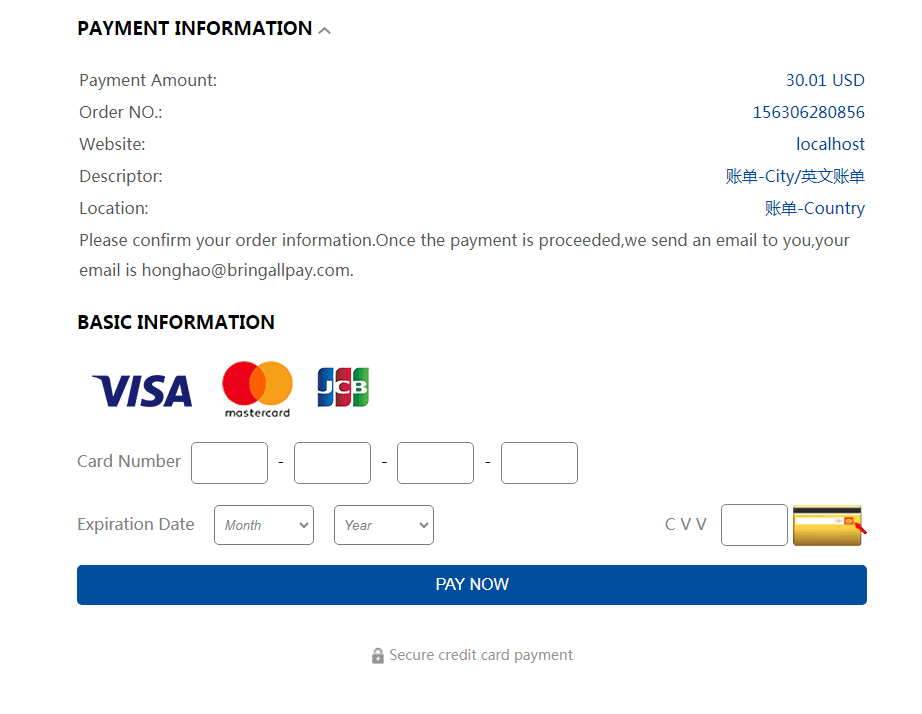 PAYMENT INFORMATION
Payment Amount: 30.01 USD
Order NO.: 156306280856
Website: localhost
Descriptor: 账单-City/英文账单
Location: 账单-Country
Please confirm your order information.Once the payment is proceeded,we send an email to you,your
email is honghao@bringallpay.com.
BASIC INFORMATION
VISA mastercard JCB
Card Number - - -
Expiration Date Month Year C V V
PAY NOW
Secure credit card payment